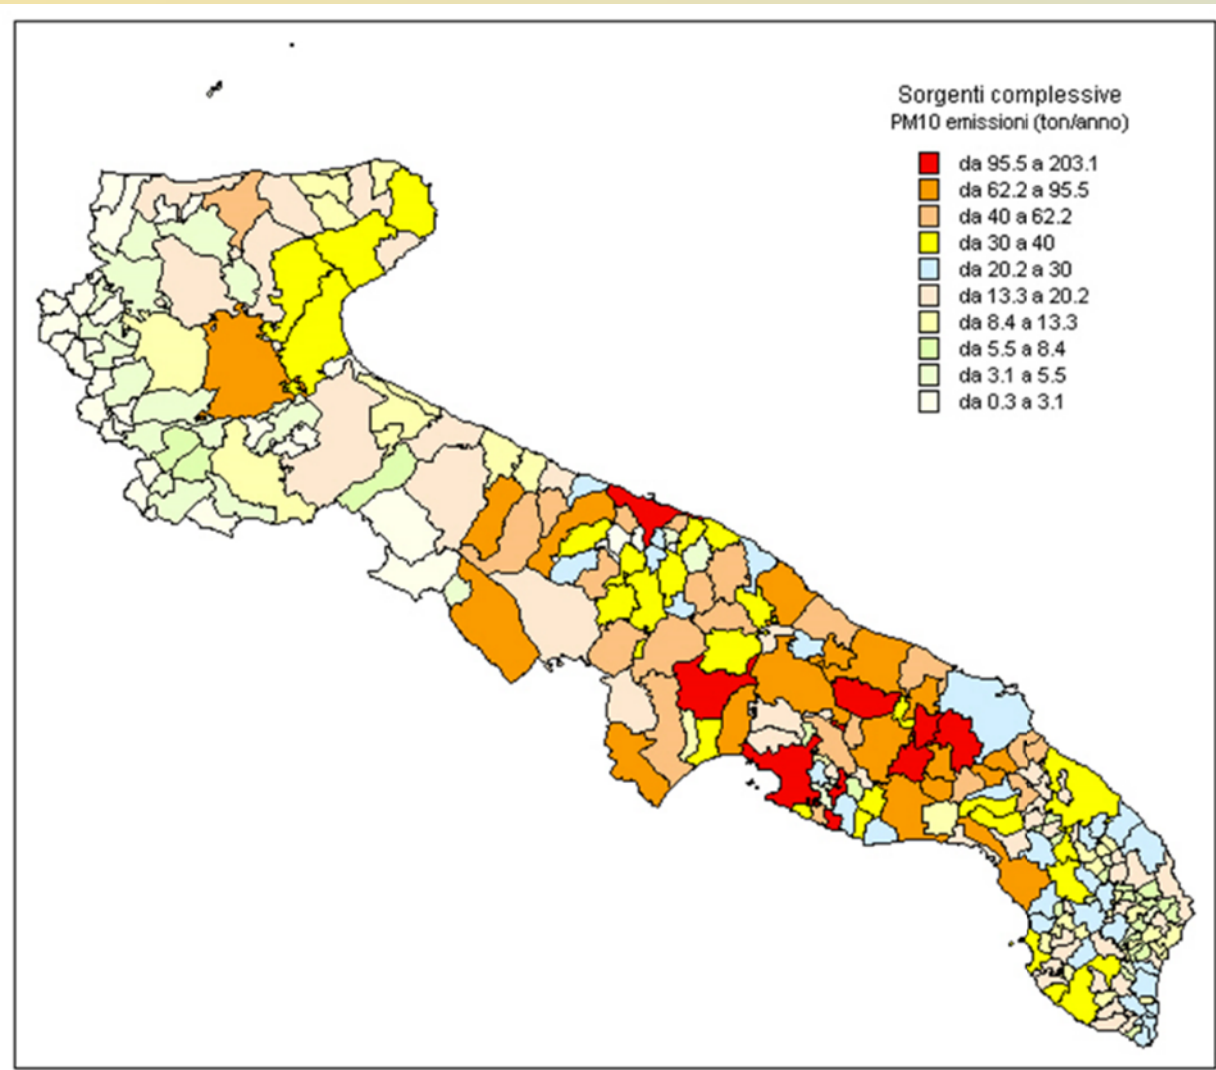 Sorgenti complessive
PM10 emissioni (ton/anno)
da 95.5 a 203.1
da 62.2 a 95.5
da 40 a 62.2
da 30 a 40
da 20.2 a 30
da 13.3 a 20.2
da 8.4 a 13.3
da 5.5 a 8.4
da 3.1 a 5.5
da 0.3 a 3.1